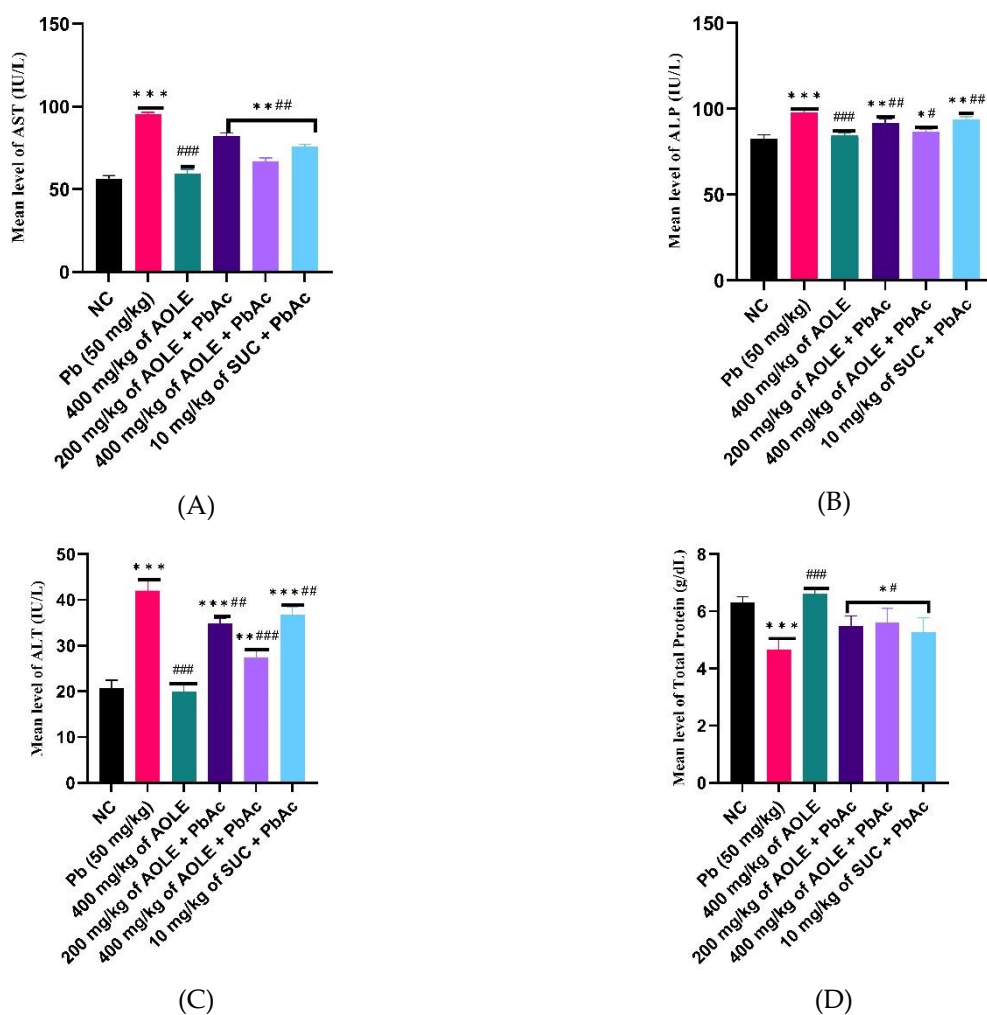 Mean level of AST (IU/L)
150
100
50
0
***
###
**##
NC
Pb (50 mg/kg)
400 mg/kg of AOLE
200 mg/kg of AOLE + PbAc
400 mg/kg of AOLE + PbAc
10 mg/kg of SUC + PbAc
(A)
Mean level of ALP (IU/L)
150
100
50
0
***
###
**##
*#
**##
NC
Pb (50 mg/kg)
400 mg/kg of AOLE
200 mg/kg of AOLE + PbAc
400 mg/kg of AOLE + PbAc
10 mg/kg of SUC + PbAc
(B)
Mean level of ALT (IU/L)
50
40
30
20
10
0
***
###
***##
**###
***##
NC
Pb (50 mg/kg)
400 mg/kg of AOLE
200 mg/kg of AOLE + PbAc
400 mg/kg of AOLE + PbAc
10 mg/kg of SUC + PbAc
(C)
Mean level of Total Protein (g/dL)
8
6
4
2
0
***
###
*#
NC
Pb (50 mg/kg)
400 mg/kg of AOLE
200 mg/kg of AOLE + PbAc
400 mg/kg of AOLE + PbAc
10 mg/kg of SUC + PbAc
(D)